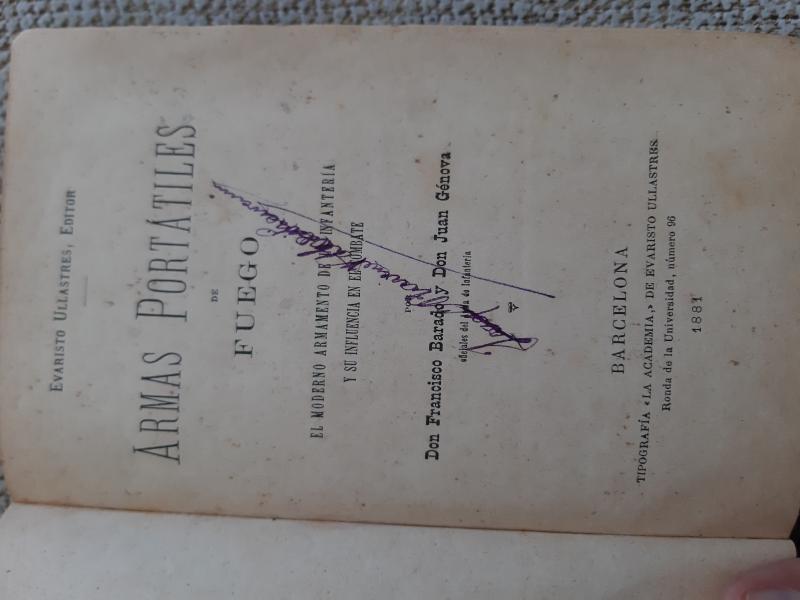 EVARISTO ULLASTRES, EDITOR
ARMAS PORTÁTILES
DE
FUEGO
EL MODERNO ARMAMENTO DE INFANTERÍA
Y SU INFLUENCIA EN EL COMBATE
POR
Don Francisco Barado y Don Juan Génova
oficiales del arma de Infantería
BARCELONA
TIPOGRAFÍA «LA ACADEMIA,» DE EVARISTO ULLASTRES
Ronda de la Universidad, número 96
1881